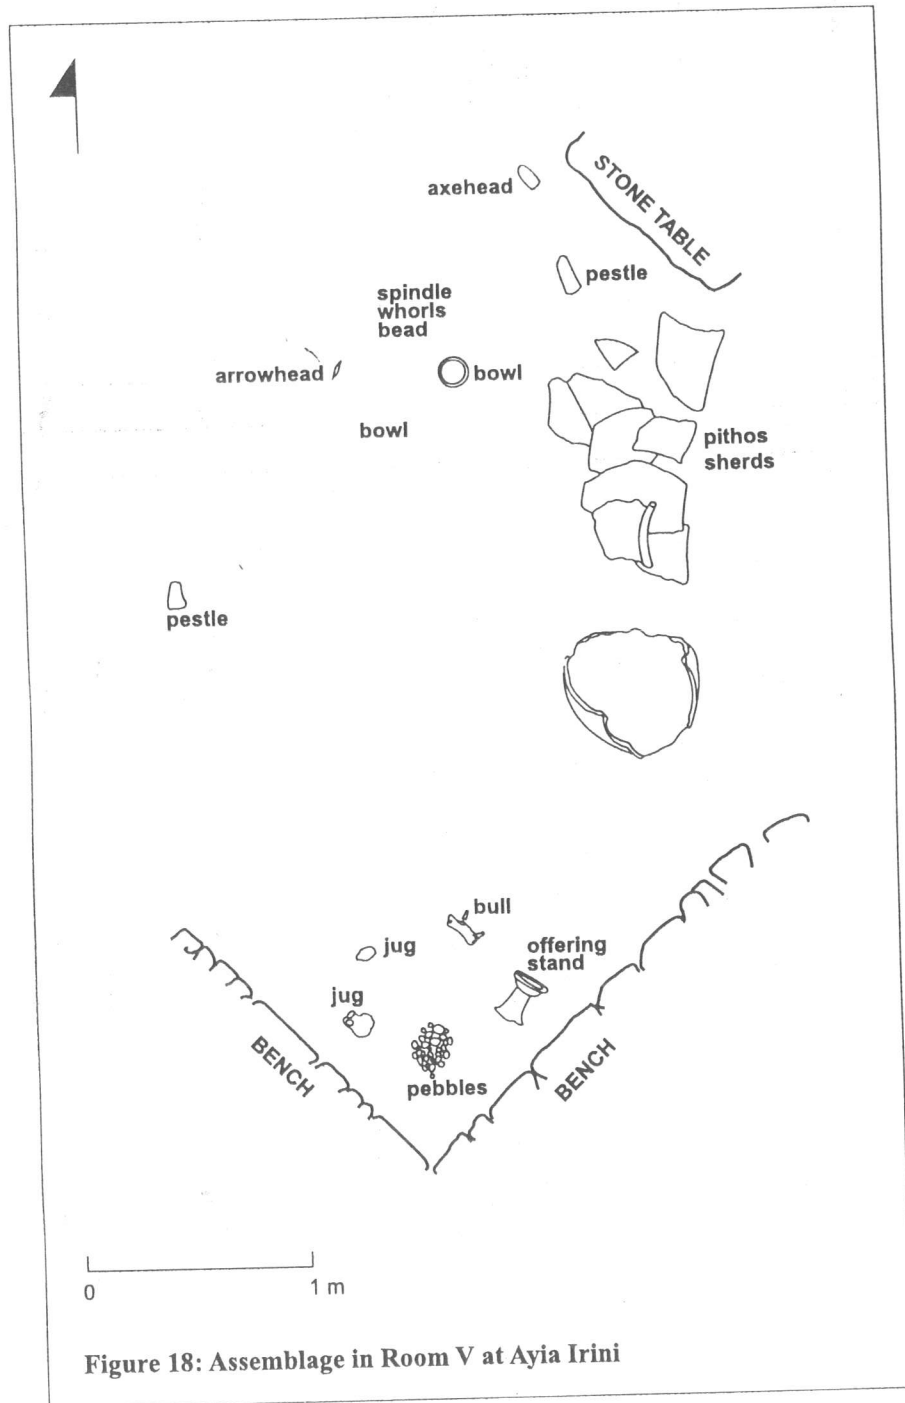 STONE TABLE
axehead
pestle
spindle
whorls
bead
arrowhead
bowl
bowl
pithos
sherds
pestle
bull
jug
offering
stand
jug
BENCH
pebbles
BENCH
0
1 m
Figure 18: Assemblage in Room V at Ayia Irini